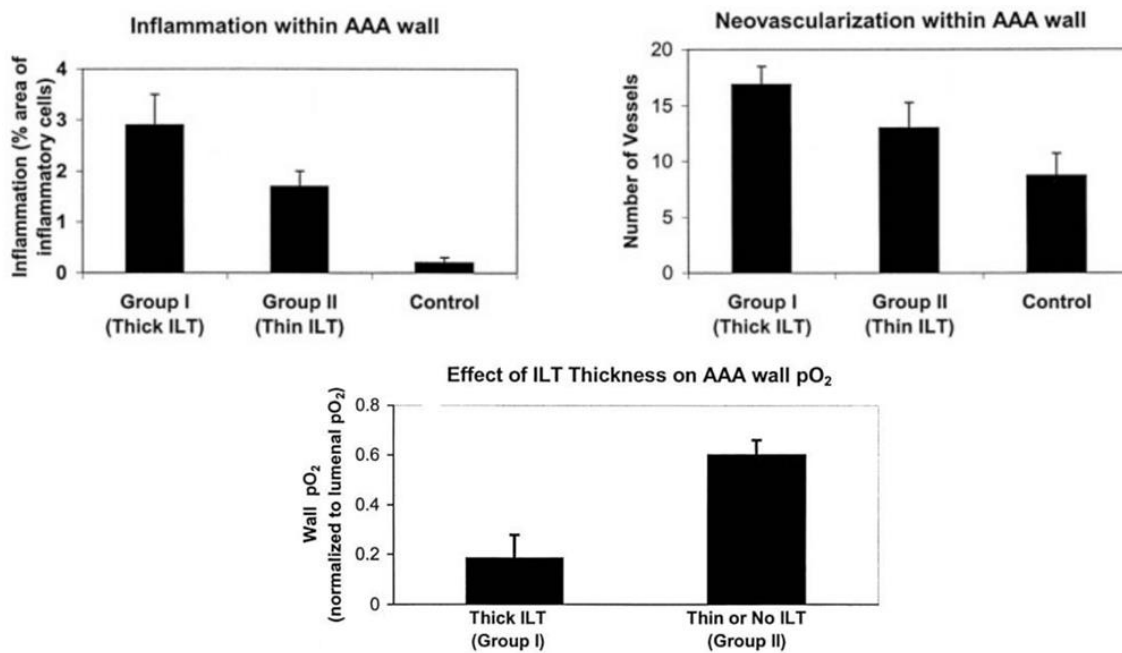 Inflammation within AAA wall
Inflammation (% area of
inflammatory cells)
4
3
2
1
0
Group I
(Thick ILT)
Group II
(Thin ILT)
Control
Neovascularization within AAA wall
Number of Vessels
20
15
10
5
0
Group I
(Thick ILT)
Group II
(Thin ILT)
Control
Effect of ILT Thickness on AAA wall pO₂
Wall pO₂
(normalized to lumenal pO₂)
0.8
0.6
0.4
0.2
0
Thick ILT
(Group I)
Thin or No ILT
(Group II)